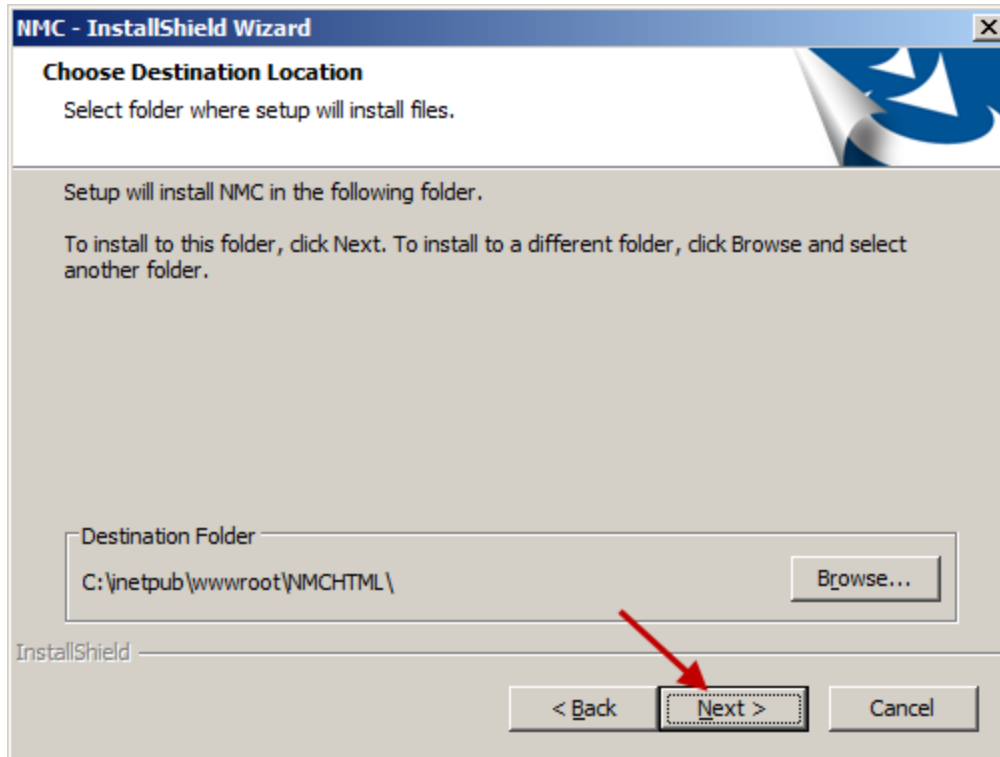 NMC - InstallShield Wizard
Choose Destination Location
Select folder where setup will install files.
Setup will install NMC in the following folder.
To install to this folder, click Next. To install to a different folder, click Browse and select
another folder.
Destination Folder
C:\inetpub\wwwroot\NMCHTML\
Browse...
InstallShield
< Back
Next >
Cancel